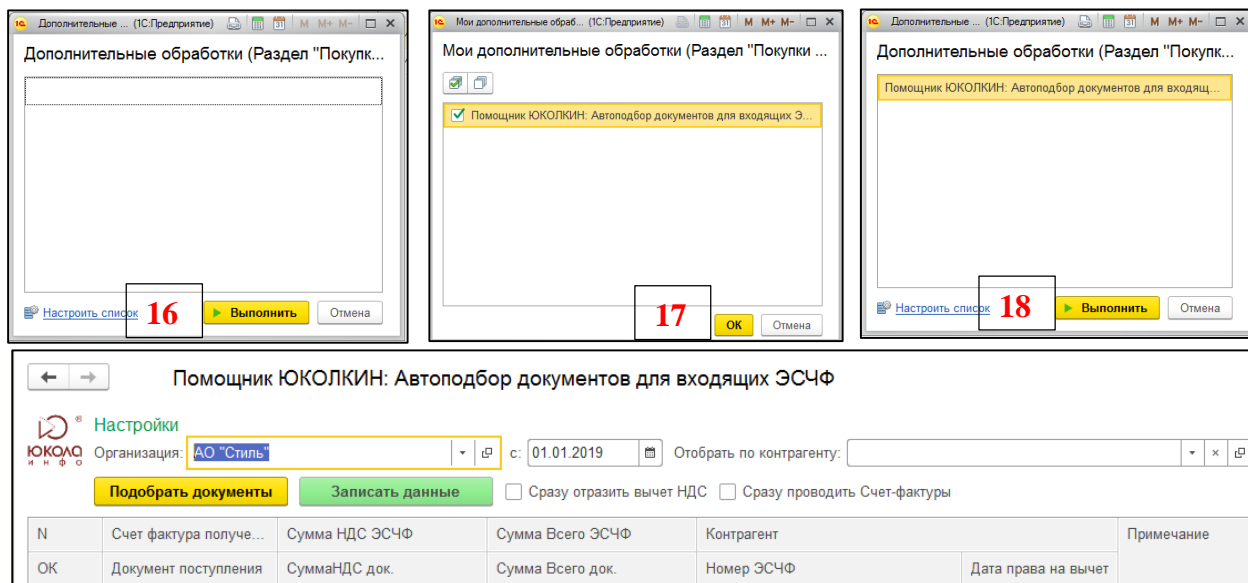 Дополнительные ... (1С:Предприятие) 31 M M+ M-
Дополнительные обработки (Раздел "Покупк...
Настроить список
16
Выполнить
Отмена
Мои дополнительные обраб... (1С:Предприятие) 31 M M+ M-
Мои дополнительные обработки (Раздел "Покупки ...
Помощник ЮКОЛКИН: Автоподбор документов для входящих Э...
17
ОК
Отмена
Дополнительные ... (1С:Предприятие) 31 M M+ M-
Дополнительные обработки (Раздел "Покупк...
Помощник ЮКОЛКИН: Автоподбор документов для входящ...
Настроить список
18
Выполнить
Отмена
Помощник ЮКОЛКИН: Автоподбор документов для входящих ЭСЧФ
ЮКОЛА
ИНФО
Настройки
Организация: АО "Стиль" с: 01.01.2019 Отобрать по контрагенту:
Подобрать документы Записать данные Сразу отразить вычет НДС Сразу проводить Счет-фактуры
N Счет фактура получе... Сумма НДС ЭСЧФ Сумма Всего ЭСЧФ Контрагент Примечание
ОК Документ поступления СуммаНДС док. Сумма Всего док. Номер ЭСЧФ Дата права на вычет